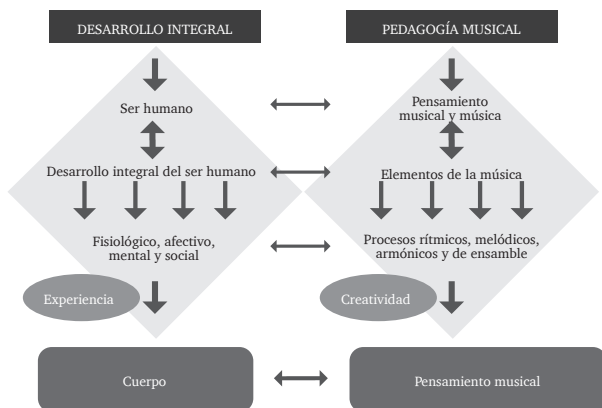 DESARROLLO INTEGRAL
Ser humano
Desarrollo integral del ser humano
Fisiológico, afectivo,
mental y social
Experiencia
Cuerpo
PEDAGOGÍA MUSICAL
Pensamiento
musical y música
Elementos de la música
Procesos rítmicos, melódicos,
armónicos y de ensamble
Creatividad
Pensamiento musical